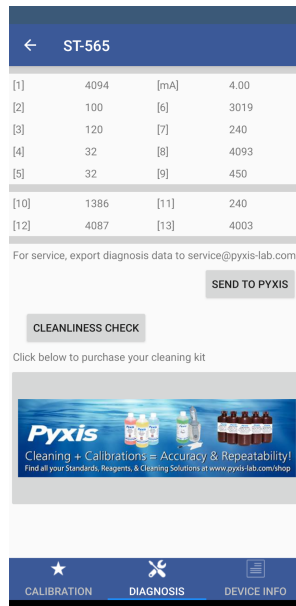 ST-565
[1] 4094 [mA] 4.00
[2] 100 [6] 3019
[3] 120 [7] 240
[4] 32 [8] 4093
[5] 32 [9] 450
[10] 1386 [11] 240
[12] 4087 [13] 4003
For service, export diagnosis data to service@pyxis-lab.com
SEND TO PYXIS
CLEANLINESS CHECK
Click below to purchase your cleaning kit
Pyxis
Cleaning + Calibrations = Accuracy & Repeatability!
Find all your Standards, Reagents, & Cleaning Solutions at www.pyxis-lab.com/shop
CALIBRATION DIAGNOSIS DEVICE INFO